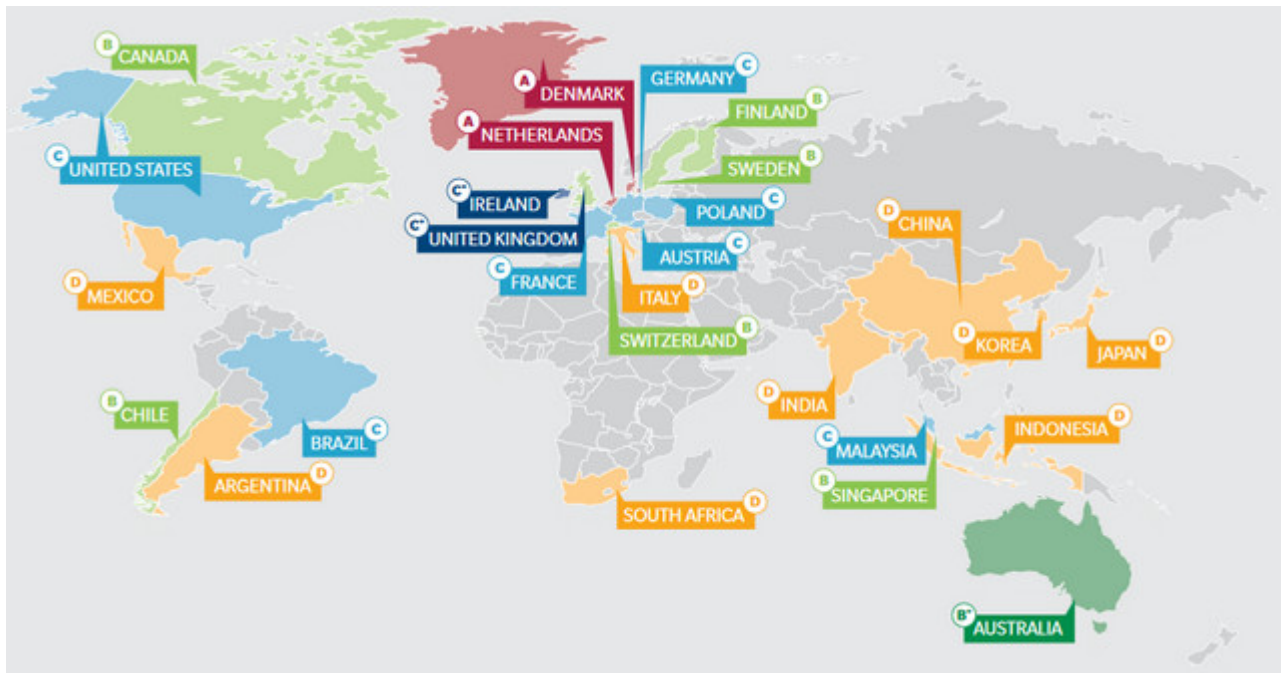 B CANADA
A DENMARK
GERMANY C
FINLAND B
A NETHERLANDS
C UNITED STATES
SWEDEN B
C+ IRELAND
POLAND C
D CHINA
C+ UNITED KINGDOM
AUSTRIA C
C FRANCE
D MEXICO
ITALY D
SWITZERLAND B
D KOREA
JAPAN D
D INDIA
B CHILE
BRAZIL C
C MALAYSIA
INDONESIA D
ARGENTINA D
B SINGAPORE
SOUTH AFRICA D
B+ AUSTRALIA